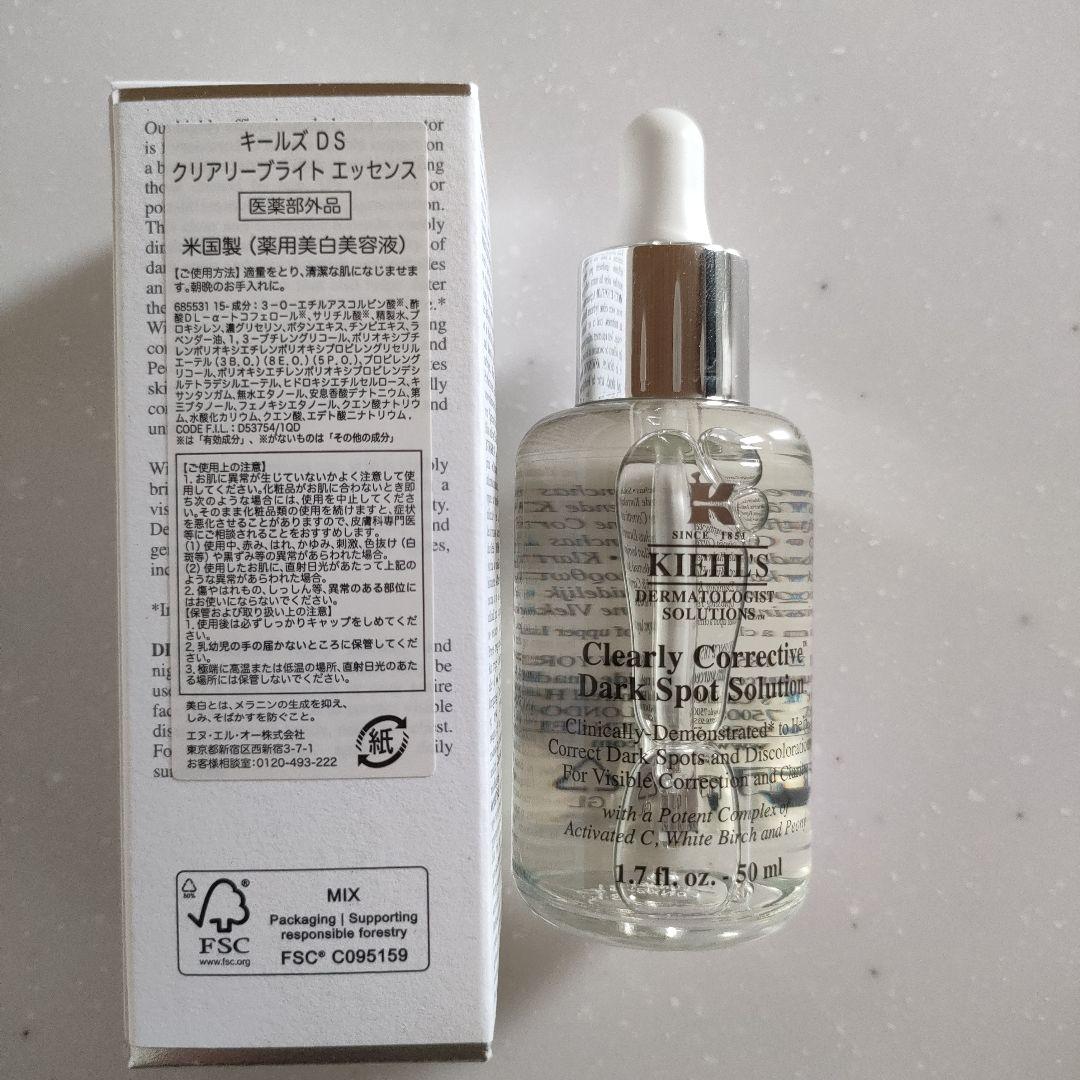 キールズ DS
クリアリーブライト エッセンス
医薬部外品
米国製（薬用美白美容液）
【ご使用方法】適量をとり、清潔な肌になじませま
す。朝晩のお手入れに。
685531 15- 成分：3-O-エチルアスコルビン酸※、酢
酸DL-α-トコフェロール※、サリチル酸※、精製水、プ
ロキシレン、濃グリセリン、ボタンエキス、チンピエキス、ラ
ベンダー油、1,3-ブチレングリコール、ポリオキシプチ
レンポリオキシエチレンポリオキシプロピレングリセリル
エーテル(3B.O.)(8E.O.)(5P.O.)、プロピレング
リコール、ポリオキシエチレンポリオキシプロピレンデシ
ルテトラデシルエーテル、ヒドロキシエチルセルロース、キ
サンタンガム、無水エタノール、安息香酸デナトニウム、第
三ブタノール、フェノキシエタノール、クエン酸ナトリウ
ム、水酸化カリウム、クエン酸、エデト酸二ナトリウム.
CODE F.I.L.: D53754/1QD
※は「有効成分」、※がないものは「その他の成分」
【ご使用上の注意】
1. お肌に異常が生じていないかよく注意して使
用してください。化粧品がお肌に合わないとき即
ち次のような場合には、使用を中止してくださ
い。そのまま化粧品類の使用を続けますと、症状
を悪化させることがありますので、皮膚科専門医
等にご相談されることをおすすめします。
(1) 使用中、赤み、はれ、かゆみ、刺激、色抜け（白
斑等）や黒ずみ等の異常があらわれた場合。
(2) 使用したお肌に、直射日光があたって上記の
ような異常があらわれた場合。
2. 傷やはれもの、しっしん等、異常のある部位に
はお使いにならないでください。
【保管および取り扱い上の注意】
1. 使用後は必ずしっかりキャップをしめてくださ
い。
2. 乳幼児の手の届かないところに保管してくださ
い。
3. 極端に高温または低温の場所、直射日光のあた
る場所には保管しないでください。
美白とは、メラニンの生成を抑え、
しみ、そばかすを防ぐこと。
エヌ・エル・オー株式会社
東京都新宿区西新宿3-7-1
お客様相談室：0120-493-222
紙
FSC
www.fsc.org
MIX
Packaging | Supporting
responsible forestry
FSC® C095159
K
SINCE 1851
KIEHL'S
DERMATOLOGIST
SOLUTIONS™
Clearly Corrective™
Dark Spot Solution
Clinically-Demonstrated* to
Correct Dark Spots and
For Visible Correction and
with a Potent Complex of
Activated C, White Birch and Peony
1.7 fl. oz. - 50 ml